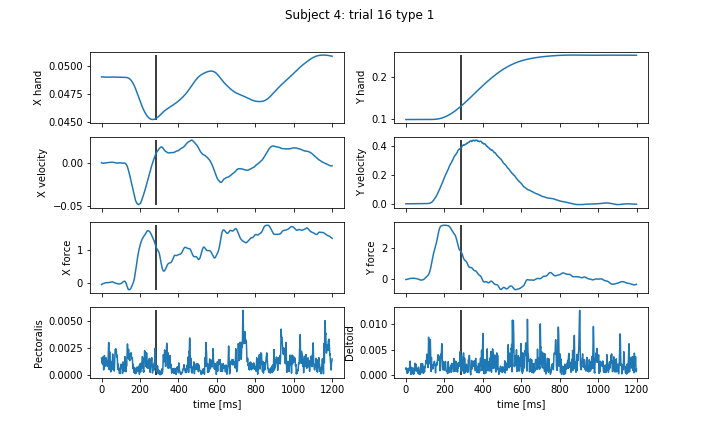 Subject 4: trial 16 type 1
X hand
0.0500
0.0475
0.0450
Y hand
0.2
0.1
X velocity
0.00
−0.05
Y velocity
0.4
0.2
0.0
X force
1
0
Y force
2
0
Pectoralis
0.0050
0.0025
0.0000
0 200 400 600 800 1000 1200
time [ms]
Deltoid
0.010
0.005
0.000
0 200 400 600 800 1000 1200
time [ms]